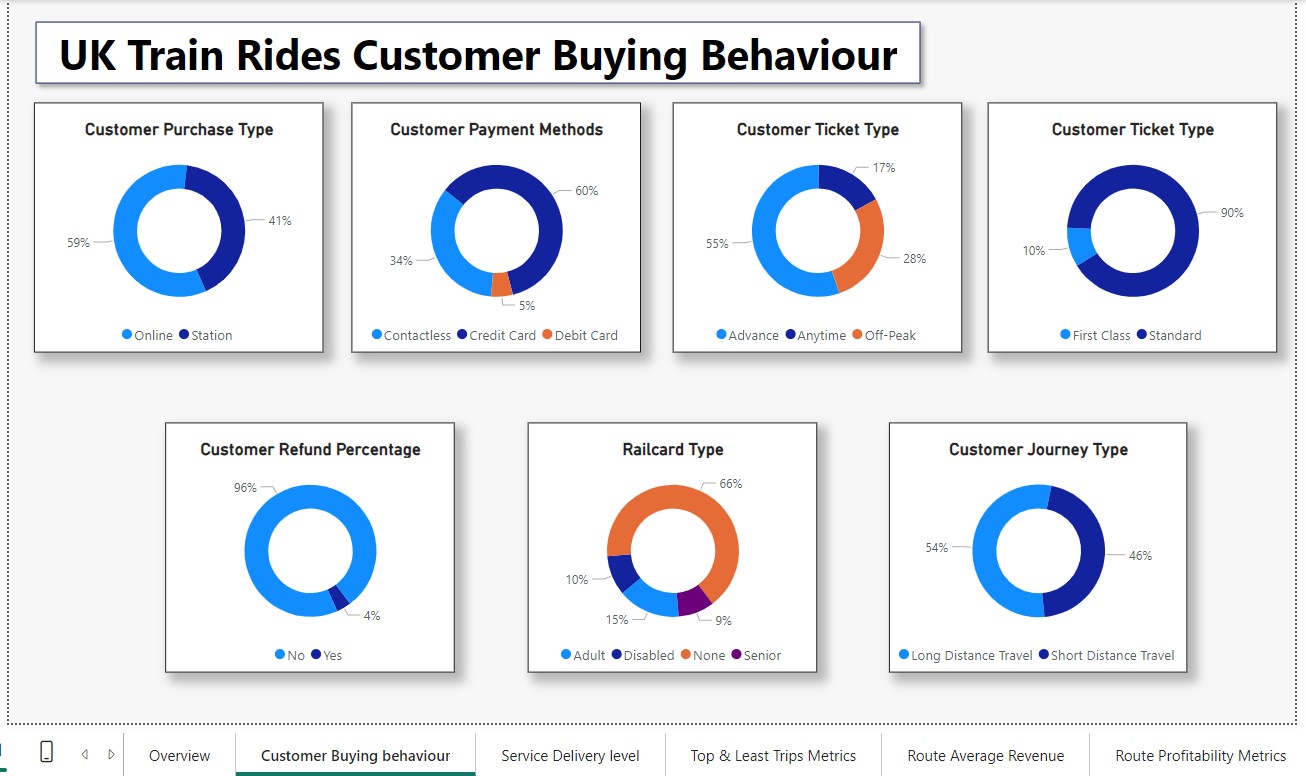 UK Train Rides Customer Buying Behaviour
Customer Purchase Type
59%
41%
Online Station
Customer Payment Methods
60%
34%
5%
Contactless Credit Card Debit Card
Customer Ticket Type
17%
55%
28%
Advance Anytime Off-Peak
Customer Ticket Type
90%
10%
First Class Standard
Customer Refund Percentage
96%
4%
No Yes
Railcard Type
66%
10%
15%
9%
Adult Disabled None Senior
Customer Journey Type
54%
46%
Long Distance Travel Short Distance Travel
Overview Customer Buying behaviour Service Delivery level Top & Least Trips Metrics Route Average Revenue Route Profitability Metrics